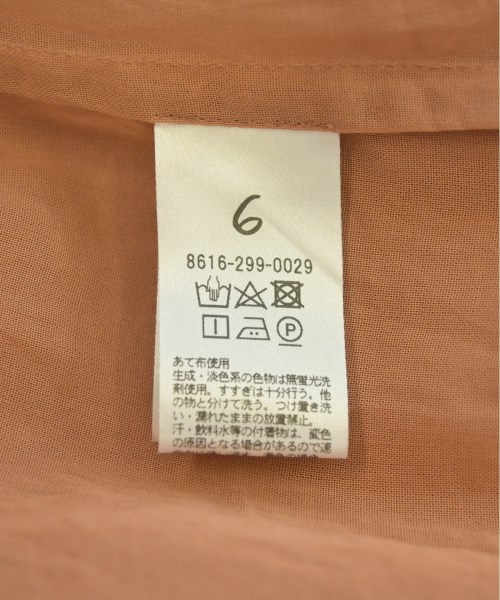 6
8616-299-0029
P
あて布使用
生成・淡色系の色物は無蛍光洗
剤使用。すすぎは十分行う。他
の物と分けて洗う。つけ置き洗
い・濡れたままの放置禁止。
汗・飲料水等の付着物は、変色
の原因となる場合があるので速